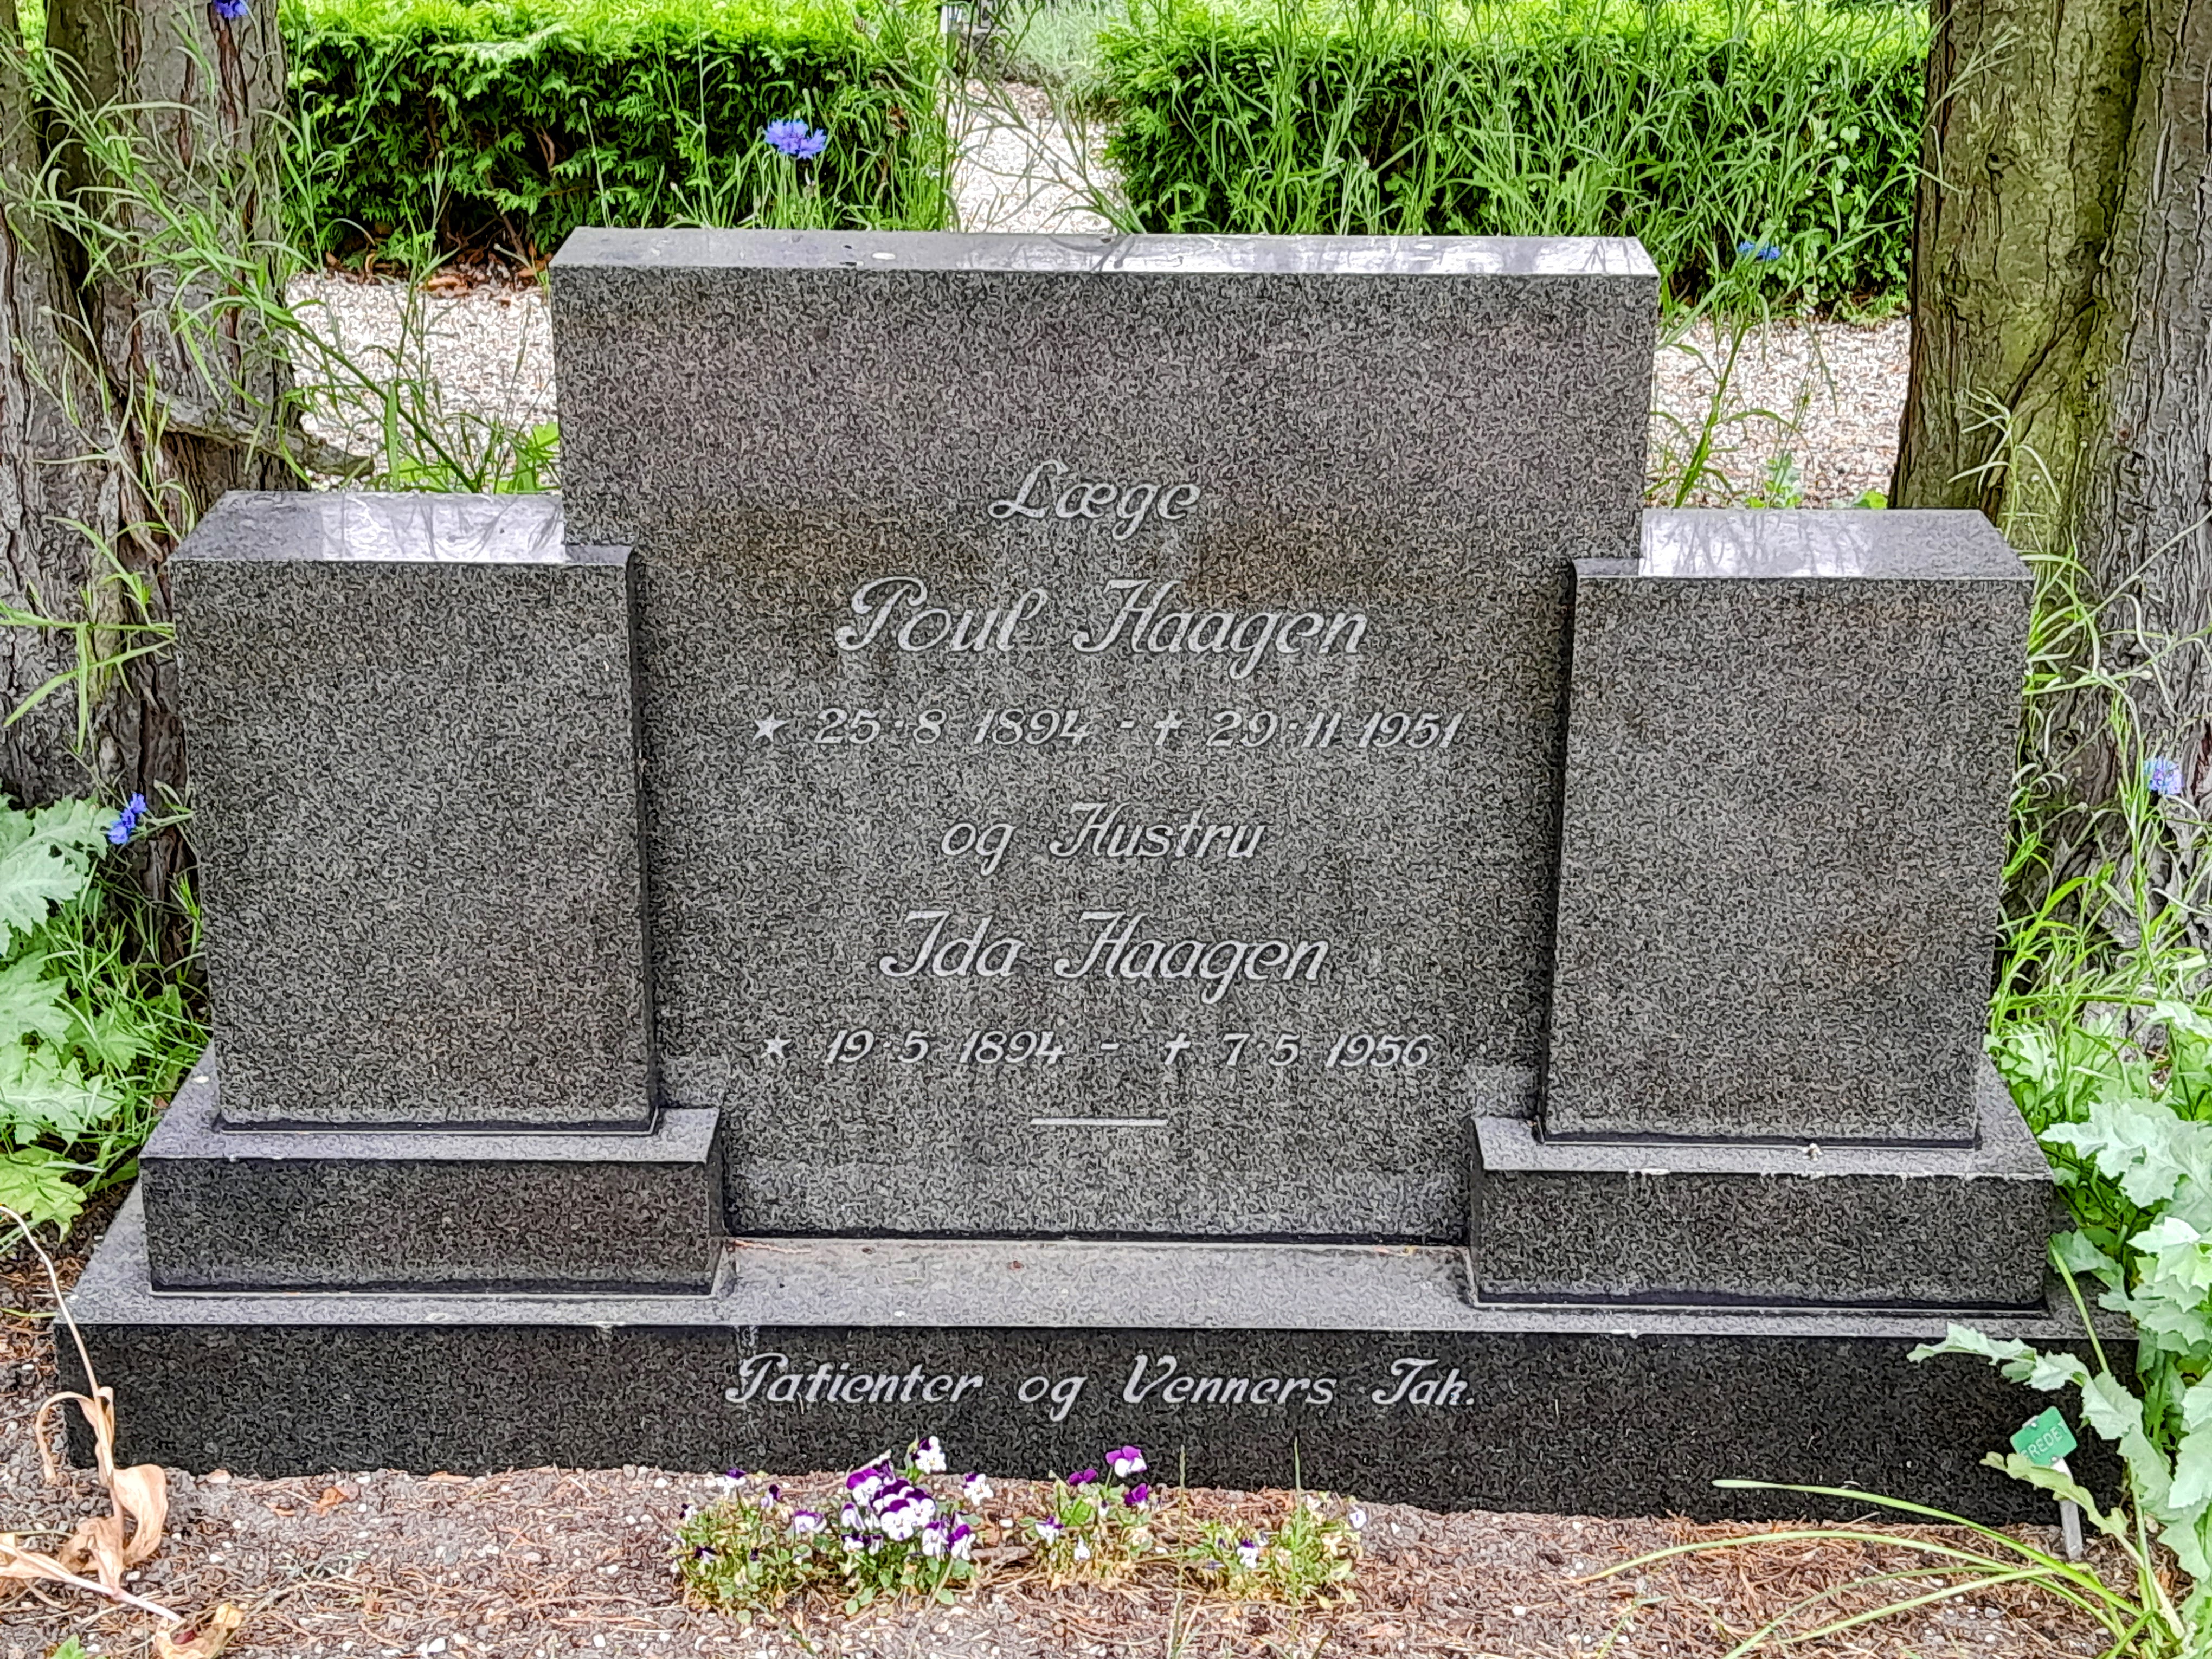 Læge
Poul Haagen
★ 25·8 1894 - † 29·11·1951
og Hustru
Ida Haagen
★ 19·5 1894 - † 7·5 1956
Patienter og Venners Tak.
FREDET